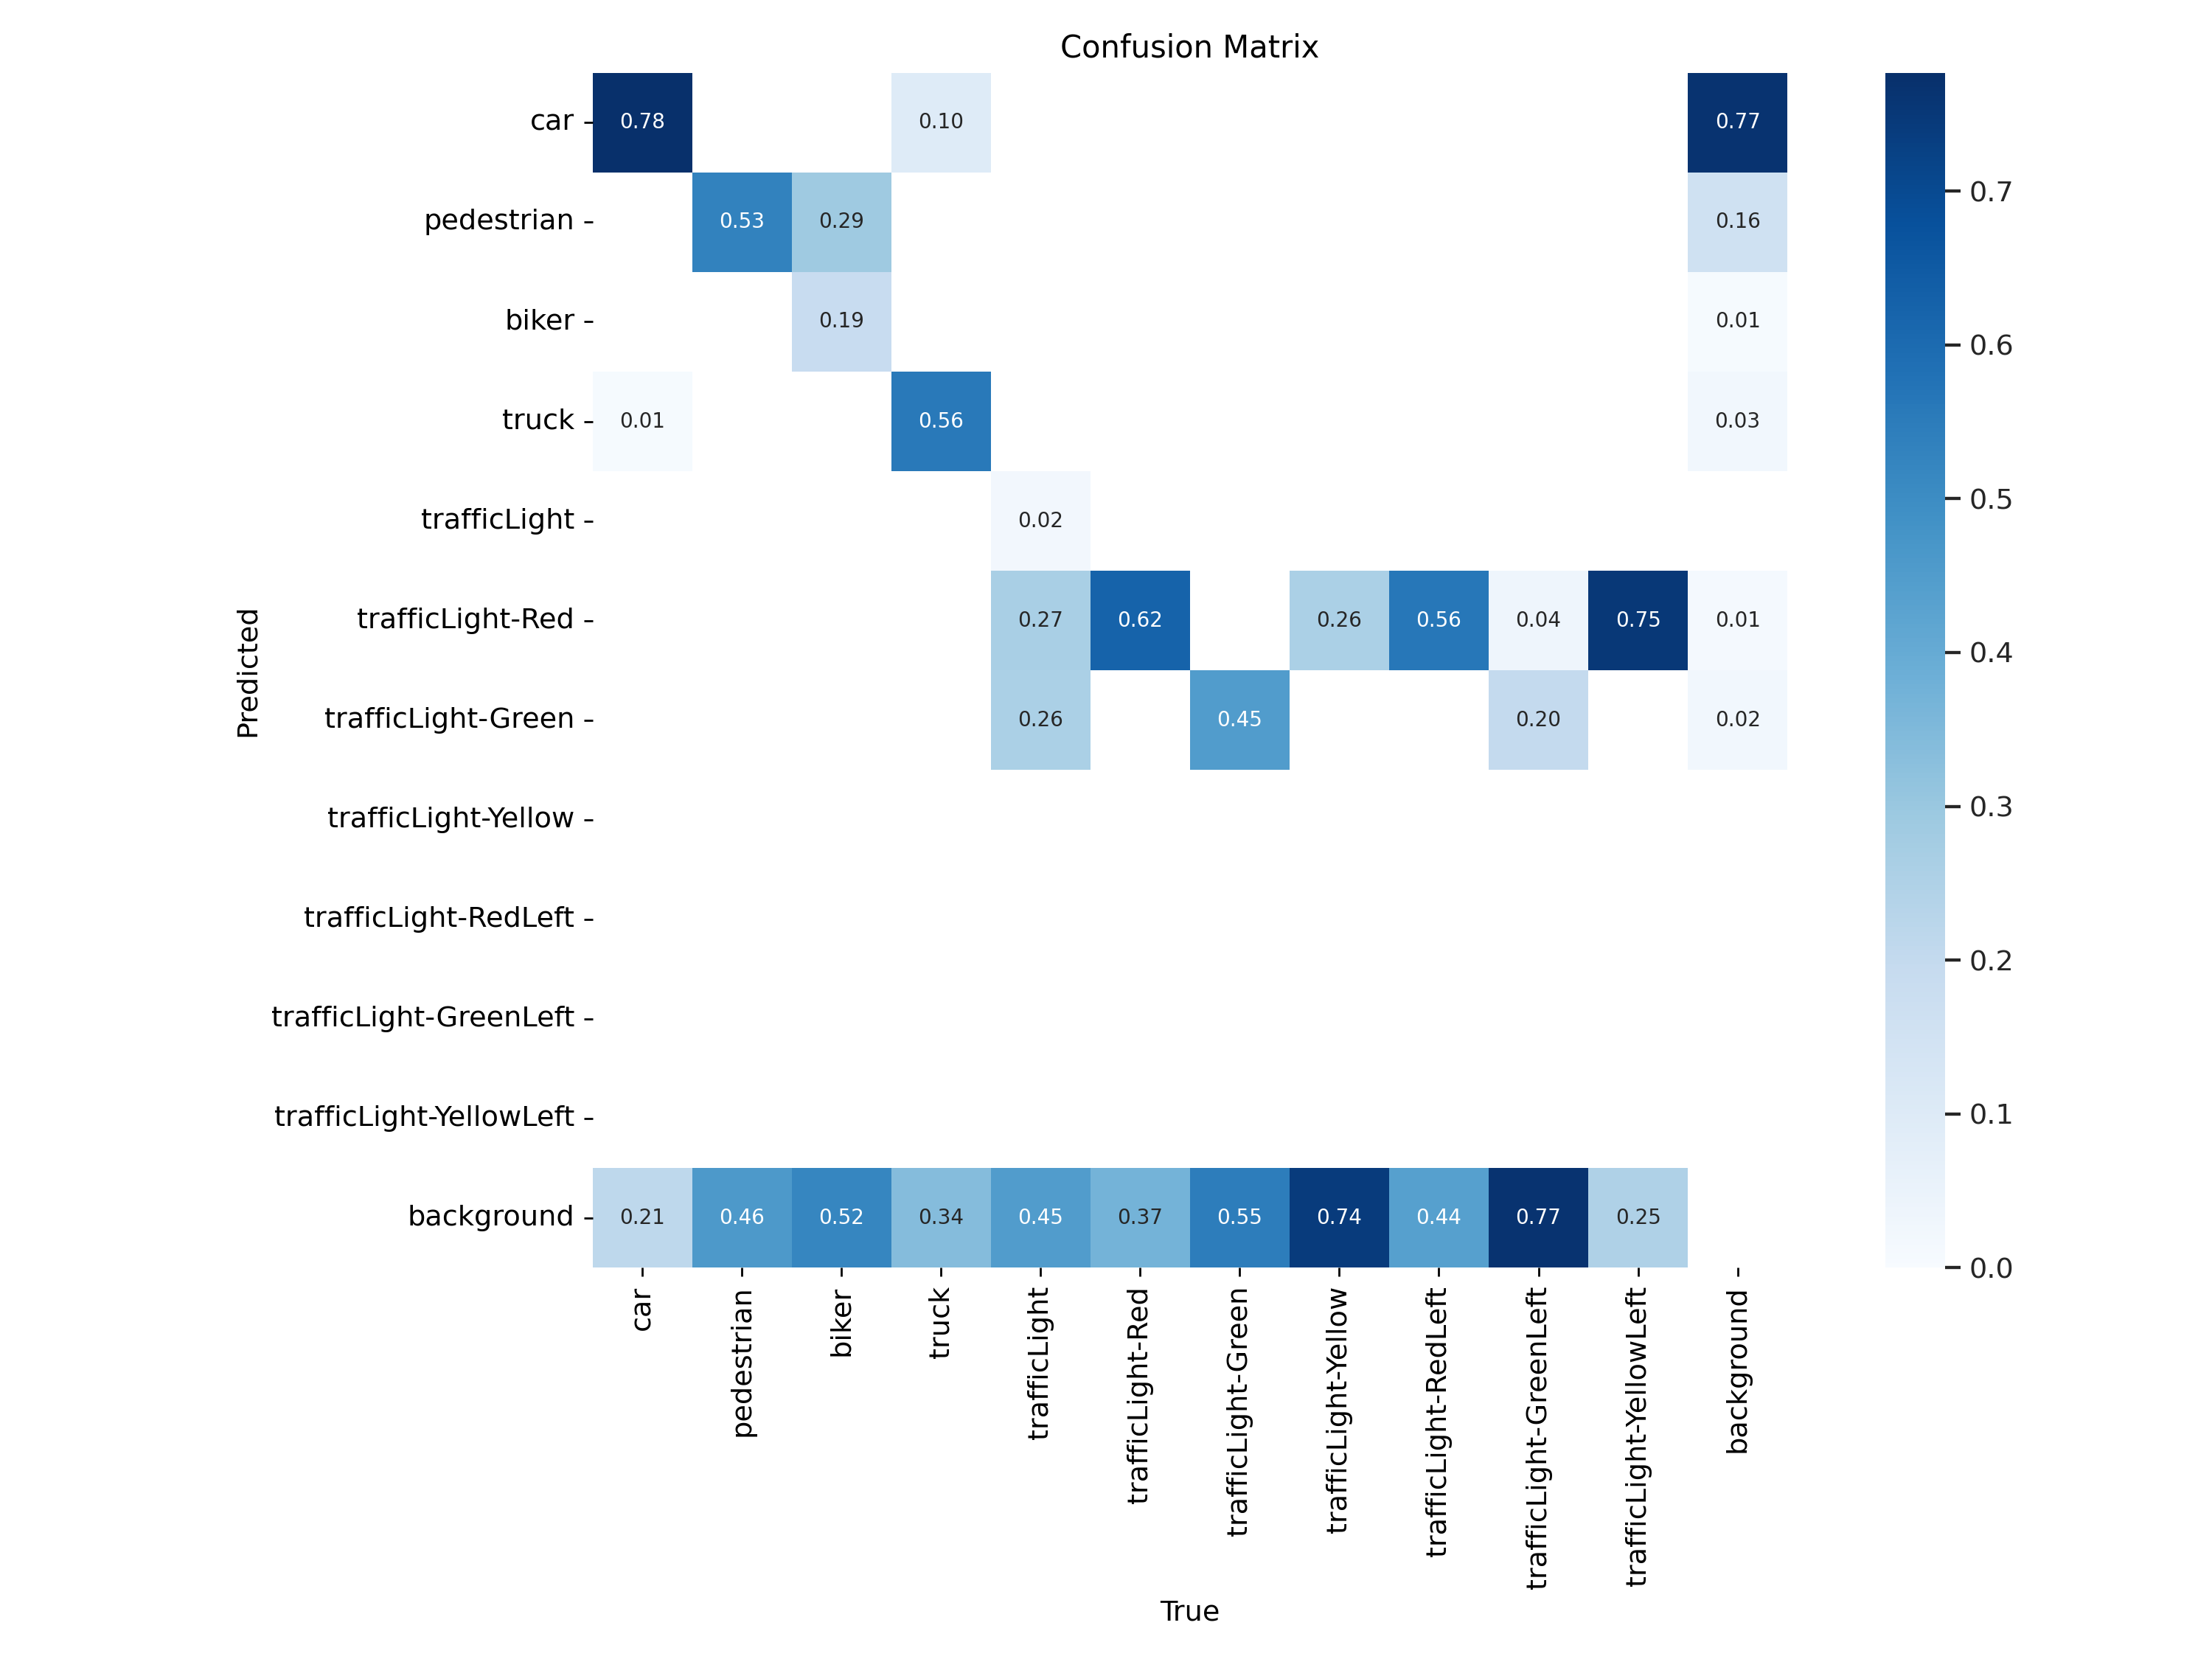 Confusion Matrix
car 0.78 0.10 0.77
pedestrian 0.53 0.29 0.16
biker 0.19 0.01
truck 0.01 0.56 0.03
trafficLight 0.02
trafficLight-Red 0.27 0.62 0.26 0.56 0.04 0.75 0.01
trafficLight-Green 0.26 0.45 0.20 0.02
trafficLight-Yellow
trafficLight-RedLeft
trafficLight-GreenLeft
trafficLight-YellowLeft
background 0.21 0.46 0.52 0.34 0.45 0.37 0.55 0.74 0.44 0.77 0.25
Predicted
car
pedestrian
biker
truck
trafficLight
trafficLight-Red
trafficLight-Green
trafficLight-Yellow
trafficLight-RedLeft
trafficLight-GreenLeft
trafficLight-YellowLeft
background
True
0.7
0.6
0.5
0.4
0.3
0.2
0.1
0.0